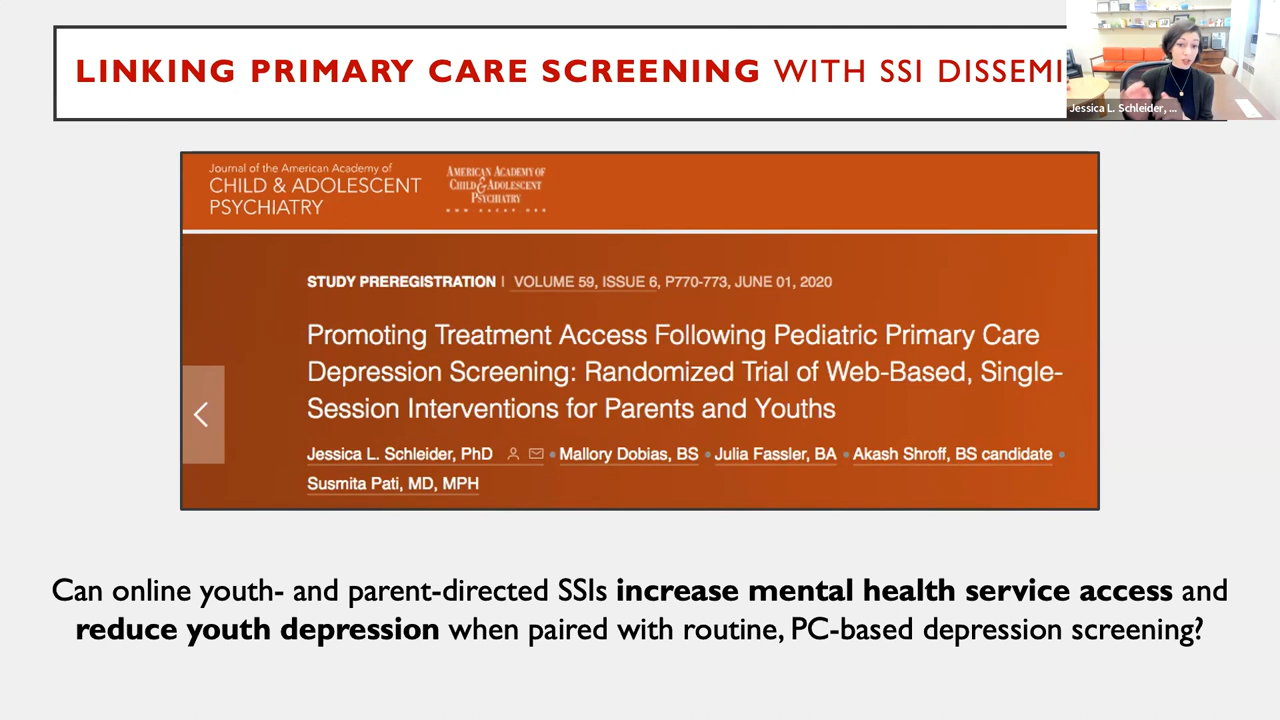 LINKING PRIMARY CARE SCREENING WITH SSI DISSEMI
Jessica L. Schleider, ...
Journal of the American Academy of
CHILD & ADOLESCENT
PSYCHIATRY
AMERICAN ACADEMY OF
CHILD & ADOLESCENT
PSYCHIATRY
WWW.AACAP.ORG
STUDY PREREGISTRATION | VOLUME 59, ISSUE 6, P770-773, JUNE 01, 2020
Promoting Treatment Access Following Pediatric Primary Care
Depression Screening: Randomized Trial of Web-Based, Single-
Session Interventions for Parents and Youths
Jessica L. Schleider, PhD • Mallory Dobias, BS • Julia Fassler, BA • Akash Shroff, BS candidate •
Susmita Pati, MD, MPH
Can online youth- and parent-directed SSIs increase mental health service access and
reduce youth depression when paired with routine, PC-based depression screening?